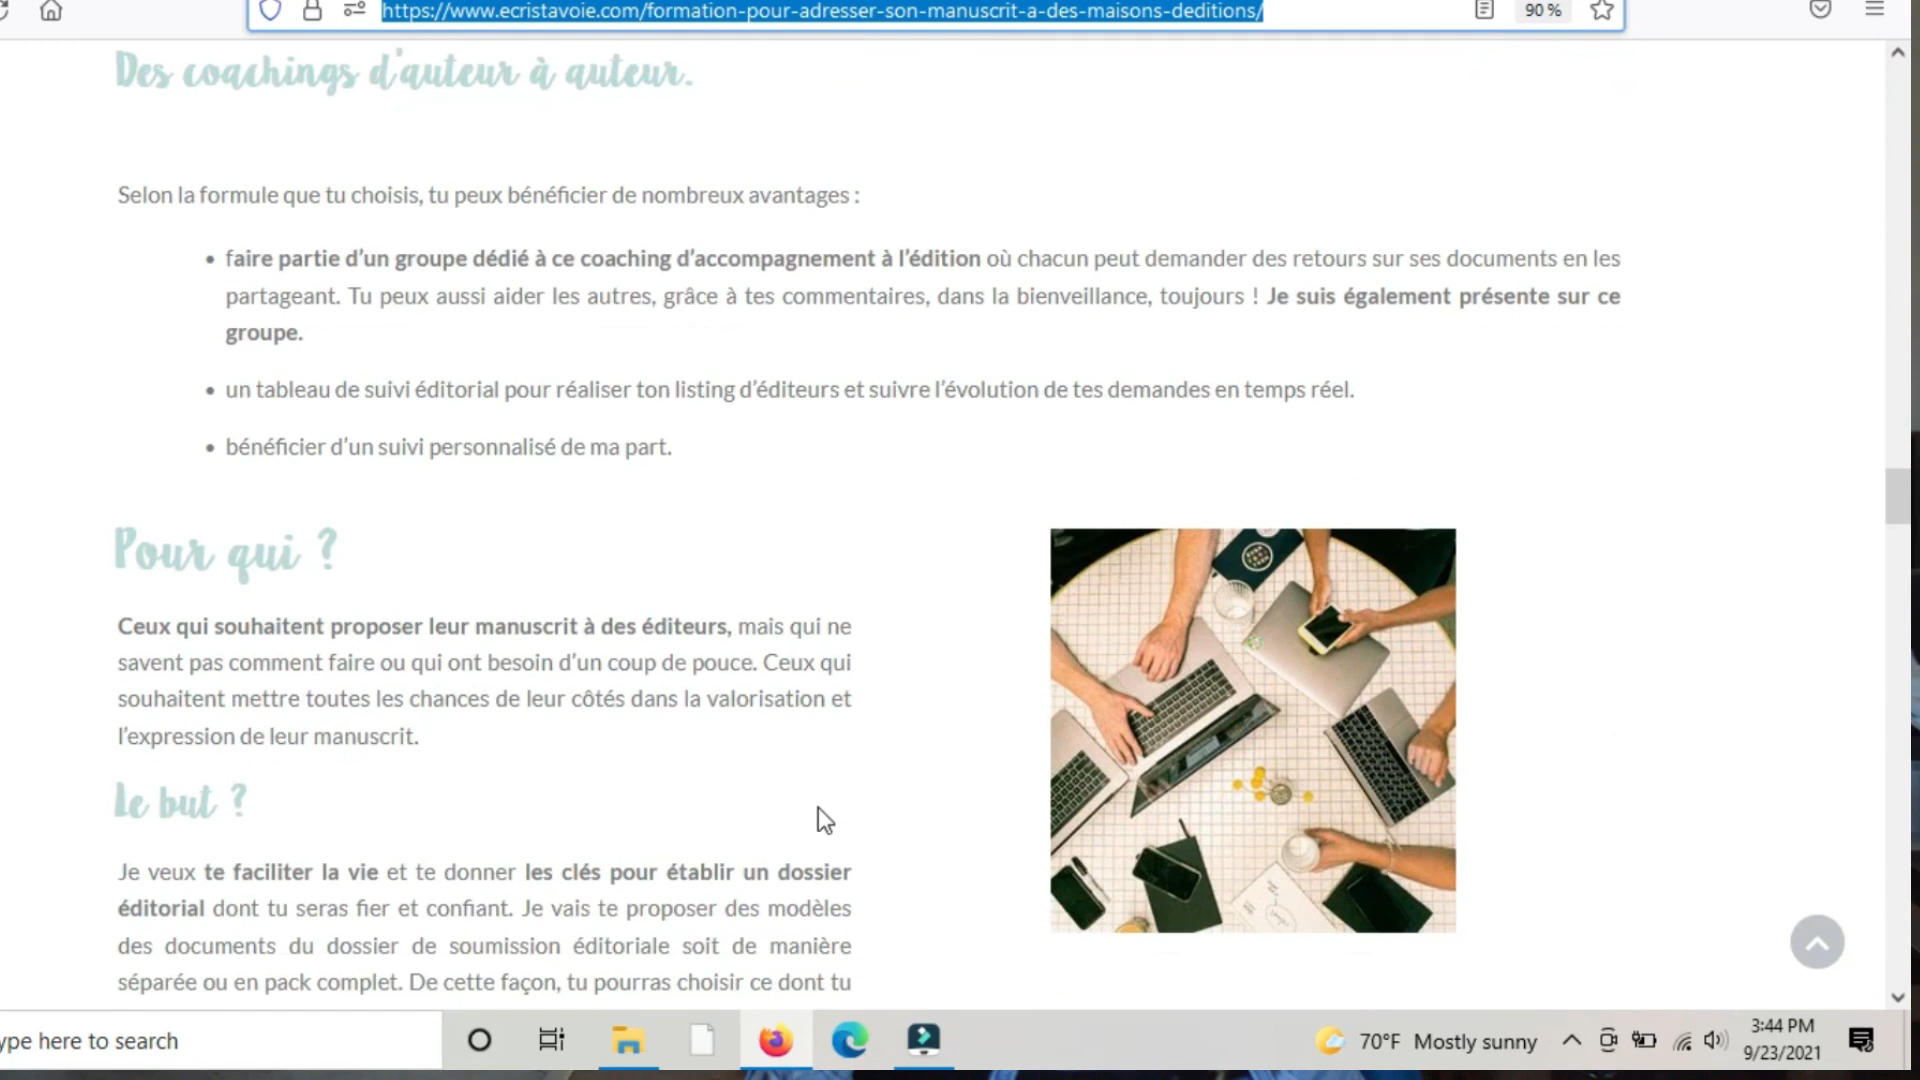 https://www.ecristavoie.com/formation-pour-adresser-son-manuscrit-a-des-maisons-deditions/
90 %
Des coachings d'auteur à auteur.
Selon la formule que tu choisis, tu peux bénéficier de nombreux avantages :
• faire partie d’un groupe dédié à ce coaching d’accompagnement à l’édition où chacun peut demander des retours sur ses documents en les
partageant. Tu peux aussi aider les autres, grâce à tes commentaires, dans la bienveillance, toujours ! Je suis également présente sur ce
groupe.
• un tableau de suivi éditorial pour réaliser ton listing d’éditeurs et suivre l’évolution de tes demandes en temps réel.
• bénéficier d’un suivi personnalisé de ma part.
Pour qui ?
Ceux qui souhaitent proposer leur manuscrit à des éditeurs, mais qui ne
savent pas comment faire ou qui ont besoin d’un coup de pouce. Ceux qui
souhaitent mettre toutes les chances de leur côtés dans la valorisation et
l’expression de leur manuscrit.
Le but ?
Je veux te faciliter la vie et te donner les clés pour établir un dossier
éditorial dont tu seras fier et confiant. Je vais te proposer des modèles
des documents du dossier de soumission éditoriale soit de manière
séparée ou en pack complet. De cette façon, tu pourras choisir ce dont tu
ype here to search
70°F Mostly sunny
3:44 PM
9/23/2021